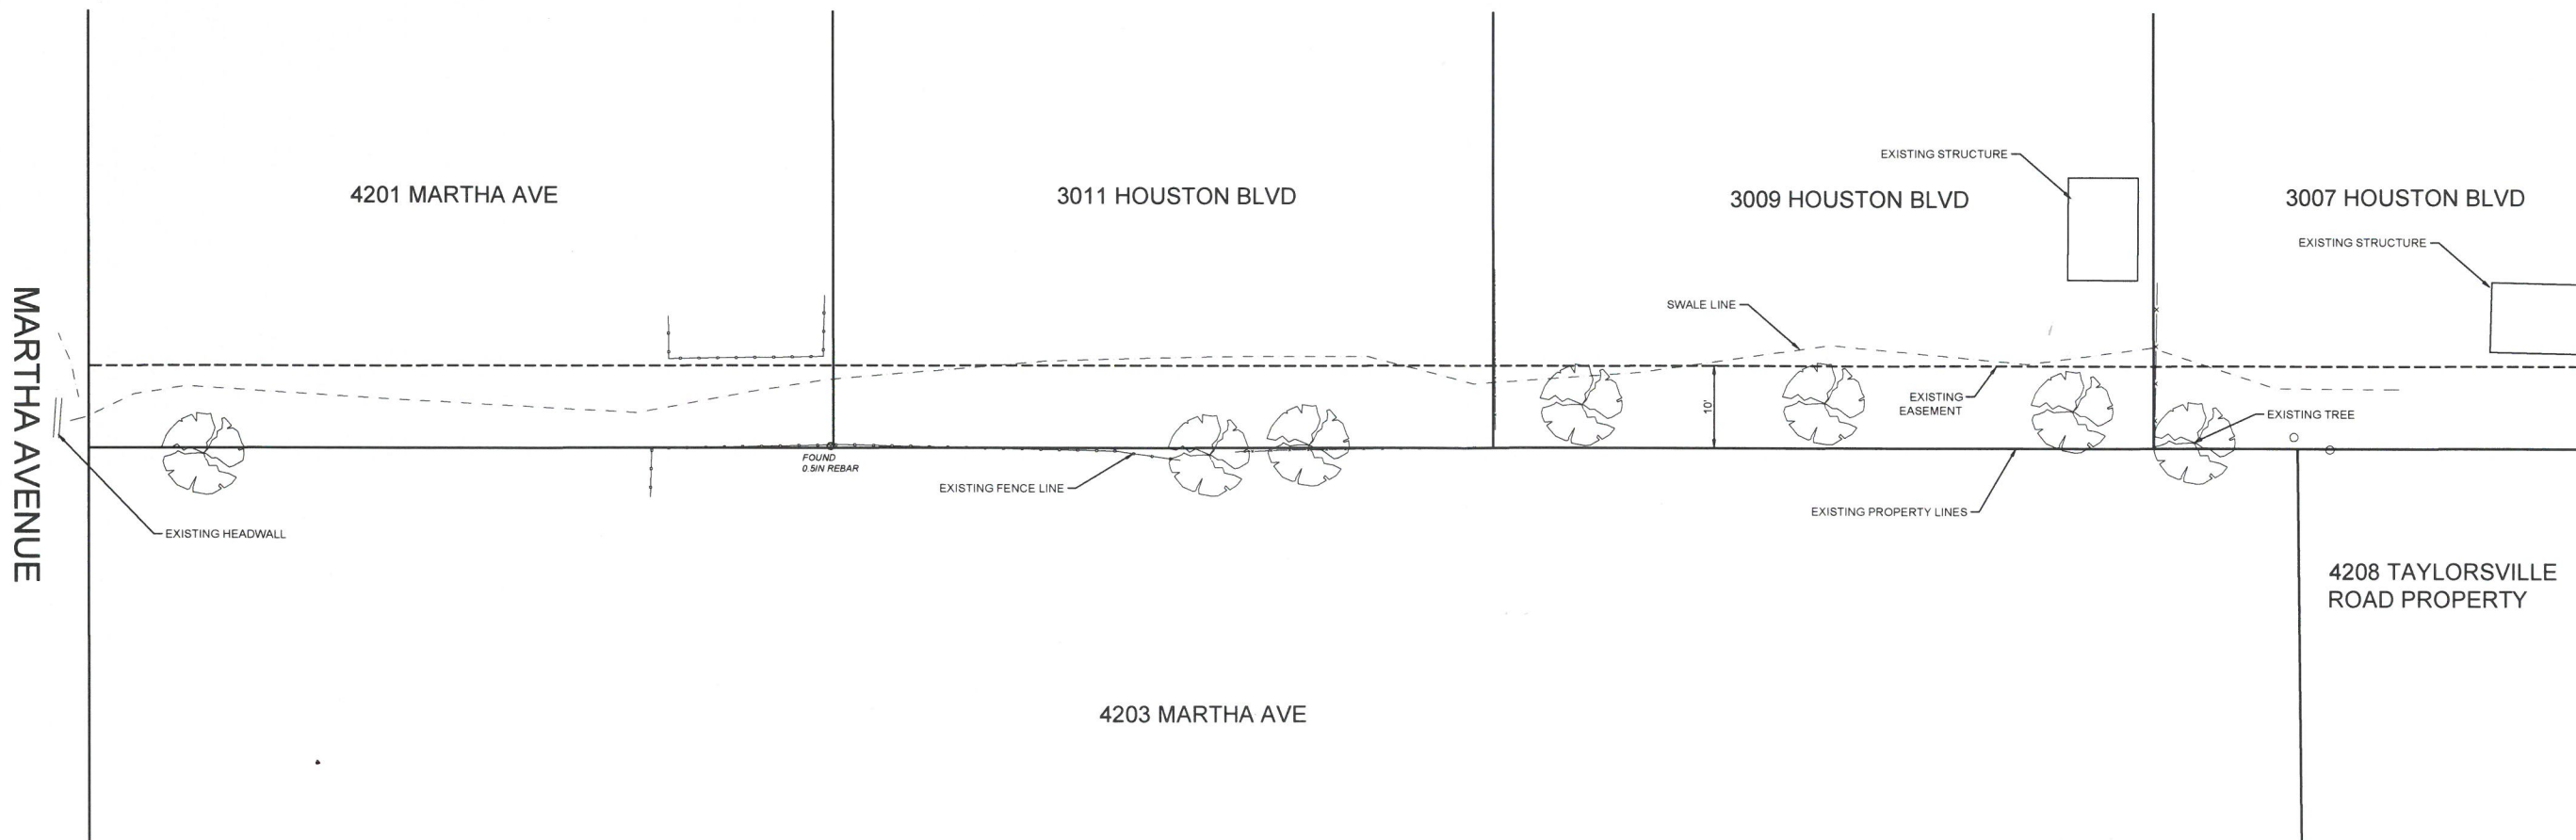 MARTHA AVENUE
4201 MARTHA AVE
3011 HOUSTON BLVD
3009 HOUSTON BLVD
3007 HOUSTON BLVD
EXISTING STRUCTURE
EXISTING STRUCTURE
SWALE LINE
10'
EXISTING
EASEMENT
EXISTING TREE
FOUND
0.5IN REBAR
EXISTING FENCE LINE
EXISTING PROPERTY LINES
EXISTING HEADWALL
4208 TAYLORSVILLE
ROAD PROPERTY
4203 MARTHA AVE